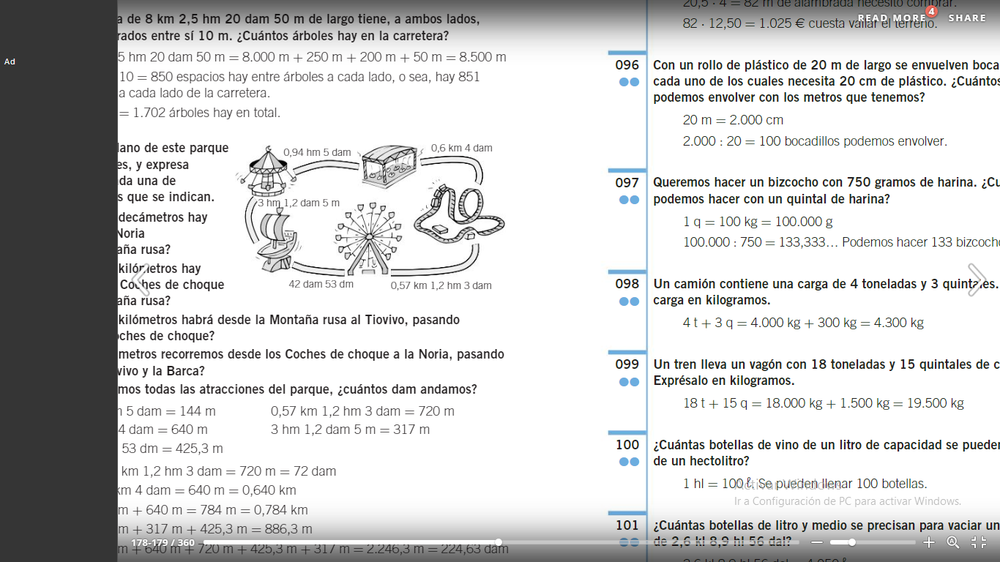 READ MORE 4 SHARE
Ad
a de 8 km 2,5 hm 20 dam 50 m de largo tiene, a ambos lados,
rados entre sí 10 m. ¿Cuántos árboles hay en la carretera?
5 hm 20 dam 50 m = 8.000 m + 250 m + 200 m + 50 m = 8.500 m
10 = 850 espacios hay entre árboles a cada lado, o sea, hay 851
a cada lado de la carretera.
= 1.702 árboles hay en total.
lano de este parque
es, y expresa
da una de
s que se indican.
decámetros hay
Noria
aña rusa?
kilómetros hay
Coches de choque
aña rusa?
0,94 hm 5 dam
0,6 km 4 dam
3 hm 1,2 dam 5 m
42 dam 53 dm
0,57 km 1,2 hm 3 dam
kilómetros habrá desde la Montaña rusa al Tiovivo, pasando
oches de choque?
metros recorremos desde los Coches de choque a la Noria, pasando
vivo y la Barca?
mos todas las atracciones del parque, ¿cuántos dam andamos?
5 dam = 144 m
0,57 km 1,2 hm 3 dam = 720 m
4 dam = 640 m
3 hm 1,2 dam 5 m = 317 m
53 dm = 425,3 m
km 1,2 hm 3 dam = 720 m = 72 dam
km 4 dam = 640 m = 0,640 km
m + 640 m = 784 m = 0,784 km
m + 317 m + 425,3 m = 886,3 m
m + 640 m + 720 m + 425,3 m + 317 m = 2.246,3 m = 224,63 dam
178-179 / 360
20,5 · 4 = 82 m de alambrada necesito comprar.
82 · 12,50 = 1.025 € cuesta vallar el terreno.
096 Con un rollo de plástico de 20 m de largo se envuelven boca
cada uno de los cuales necesita 20 cm de plástico. ¿Cuántos
podemos envolver con los metros que tenemos?
20 m = 2.000 cm
2.000 : 20 = 100 bocadillos podemos envolver.
097 Queremos hacer un bizcocho con 750 gramos de harina. ¿Cu
podemos hacer con un quintal de harina?
1 q = 100 kg = 100.000 g
100.000 : 750 = 133,333… Podemos hacer 133 bizcocho
098 Un camión contiene una carga de 4 toneladas y 3 quintales.
carga en kilogramos.
4 t + 3 q = 4.000 kg + 300 kg = 4.300 kg
099 Un tren lleva un vagón con 18 toneladas y 15 quintales de c
Exprésalo en kilogramos.
18 t + 15 q = 18.000 kg + 1.500 kg = 19.500 kg
100 ¿Cuántas botellas de vino de un litro de capacidad se pueden
de un hectolitro?
1 hl = 100 ℓ Se pueden llenar 100 botellas.
Activar Windows
Ir a Configuración de PC para activar Windows.
101 ¿Cuántas botellas de litro y medio se precisan para vaciar un
de 2,6 kl 8,9 hl 56 dal?